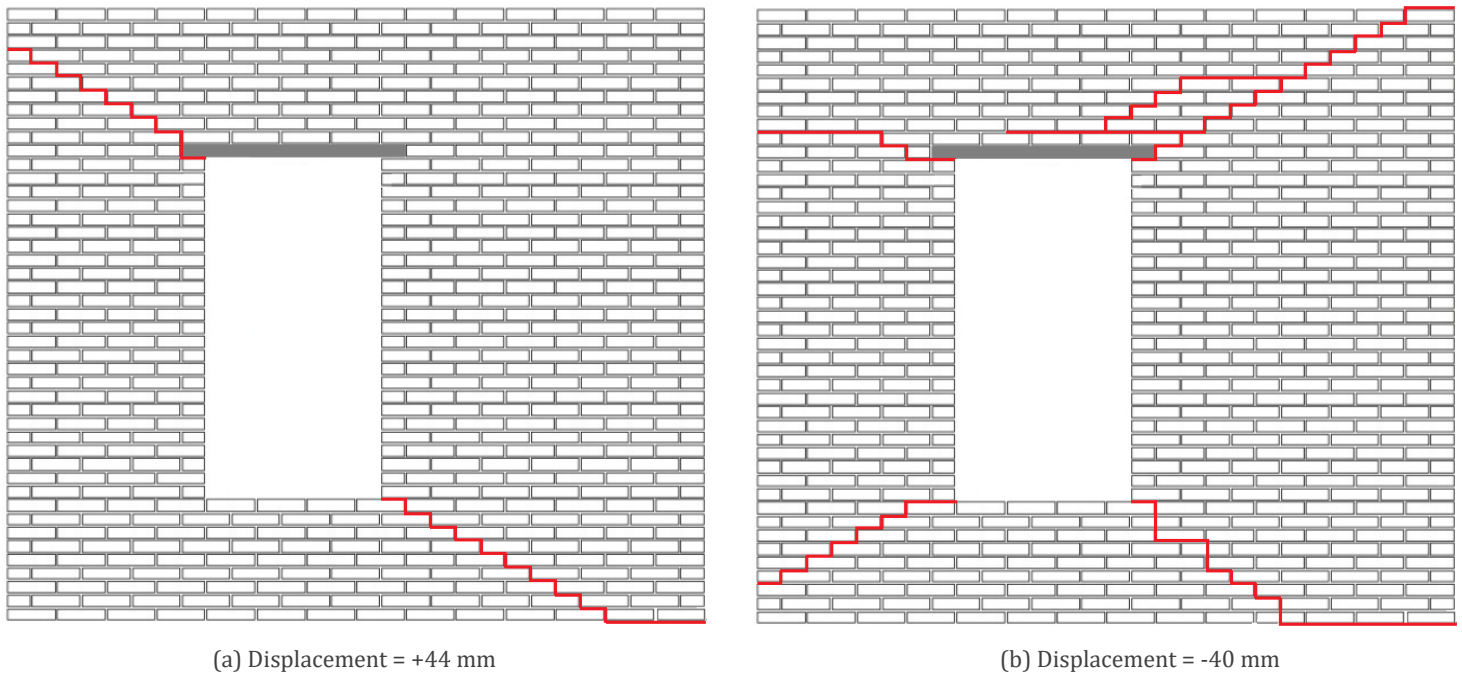 (a) Displacement = +44 mm
(b) Displacement = -40 mm